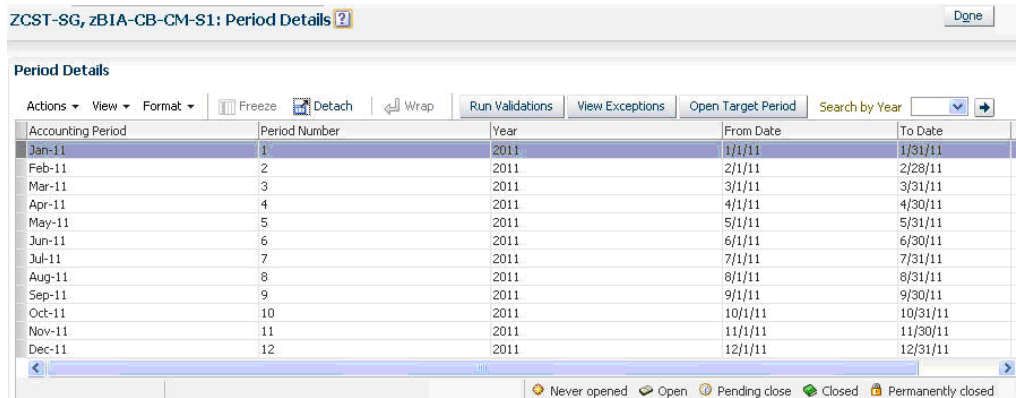 ZCST-SG, zBIA-CB-CM-S1: Period Details ?
Done
Period Details
Actions View Format Freeze Detach Wrap Run Validations View Exceptions Open Target Period Search by Year
Accounting Period Period Number Year From Date To Date
Jan-11 1 2011 1/1/11 1/31/11
Feb-11 2 2011 2/1/11 2/28/11
Mar-11 3 2011 3/1/11 3/31/11
Apr-11 4 2011 4/1/11 4/30/11
May-11 5 2011 5/1/11 5/31/11
Jun-11 6 2011 6/1/11 6/30/11
Jul-11 7 2011 7/1/11 7/31/11
Aug-11 8 2011 8/1/11 8/31/11
Sep-11 9 2011 9/1/11 9/30/11
Oct-11 10 2011 10/1/11 10/31/11
Nov-11 11 2011 11/1/11 11/30/11
Dec-11 12 2011 12/1/11 12/31/11
Never opened Open Pending close Closed Permanently closed